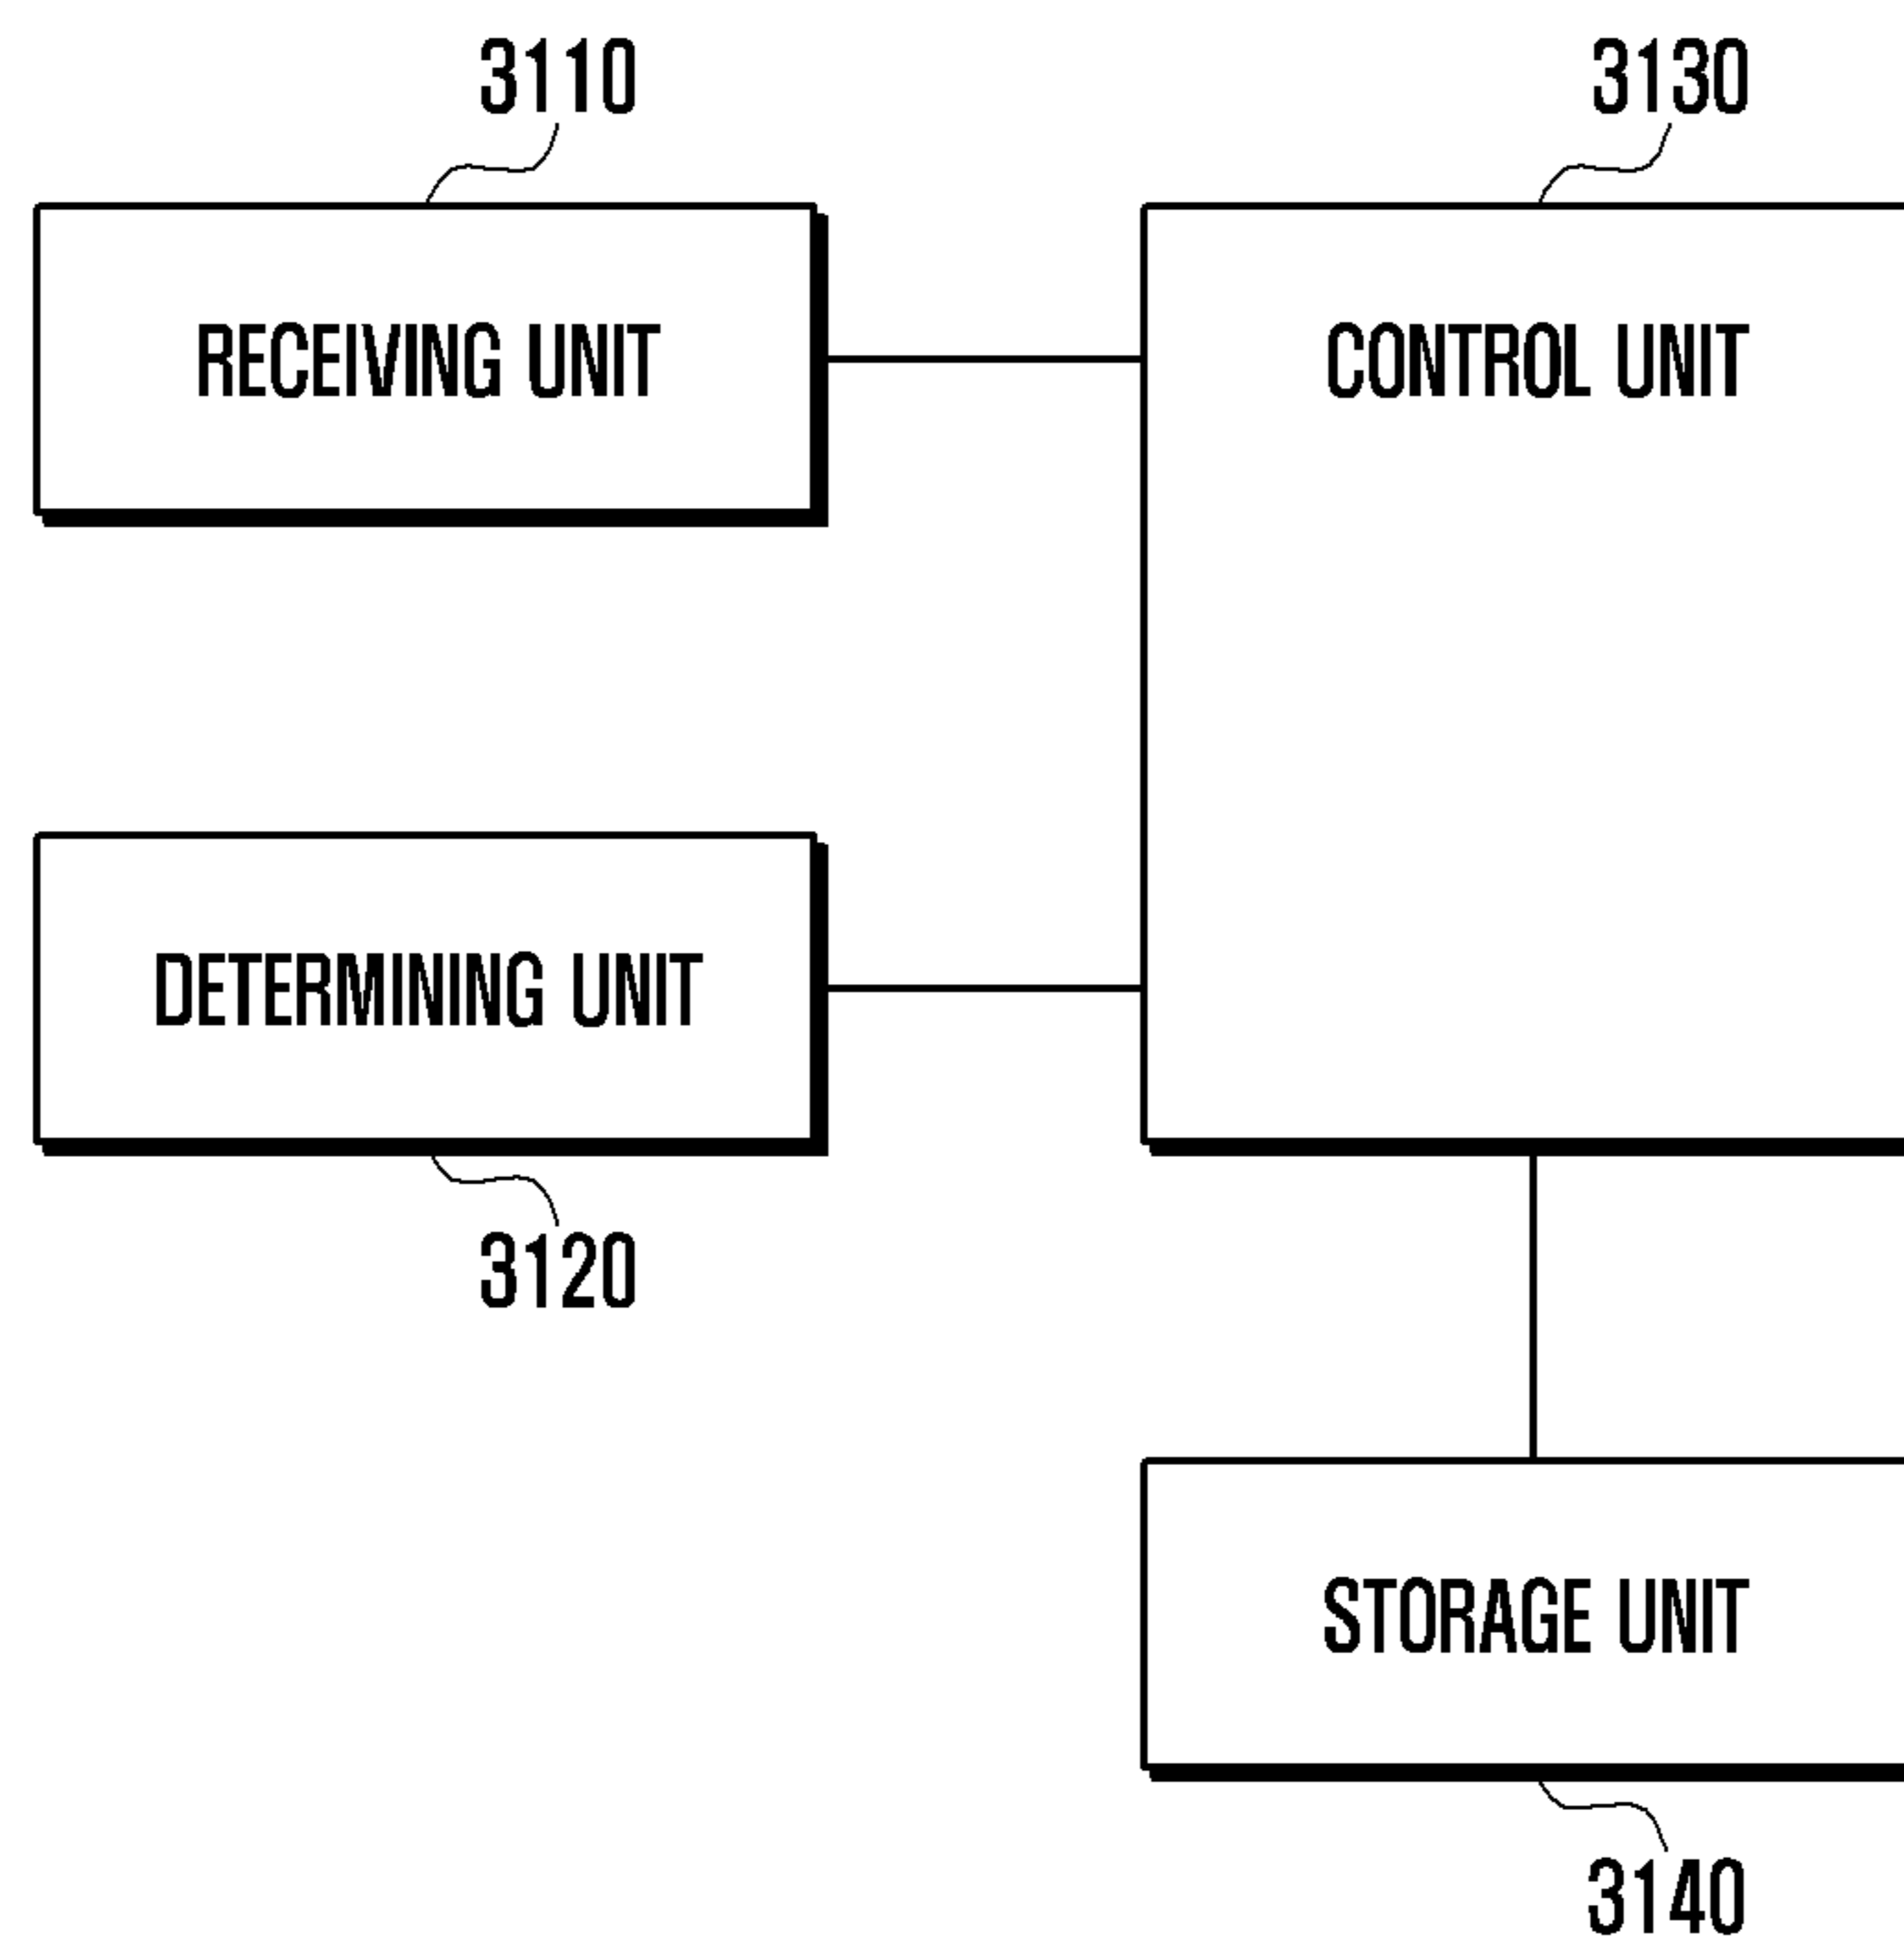 3110
3130
RECEIVING UNIT
CONTROL UNIT
DETERMINING UNIT
3120
STORAGE UNIT
3140